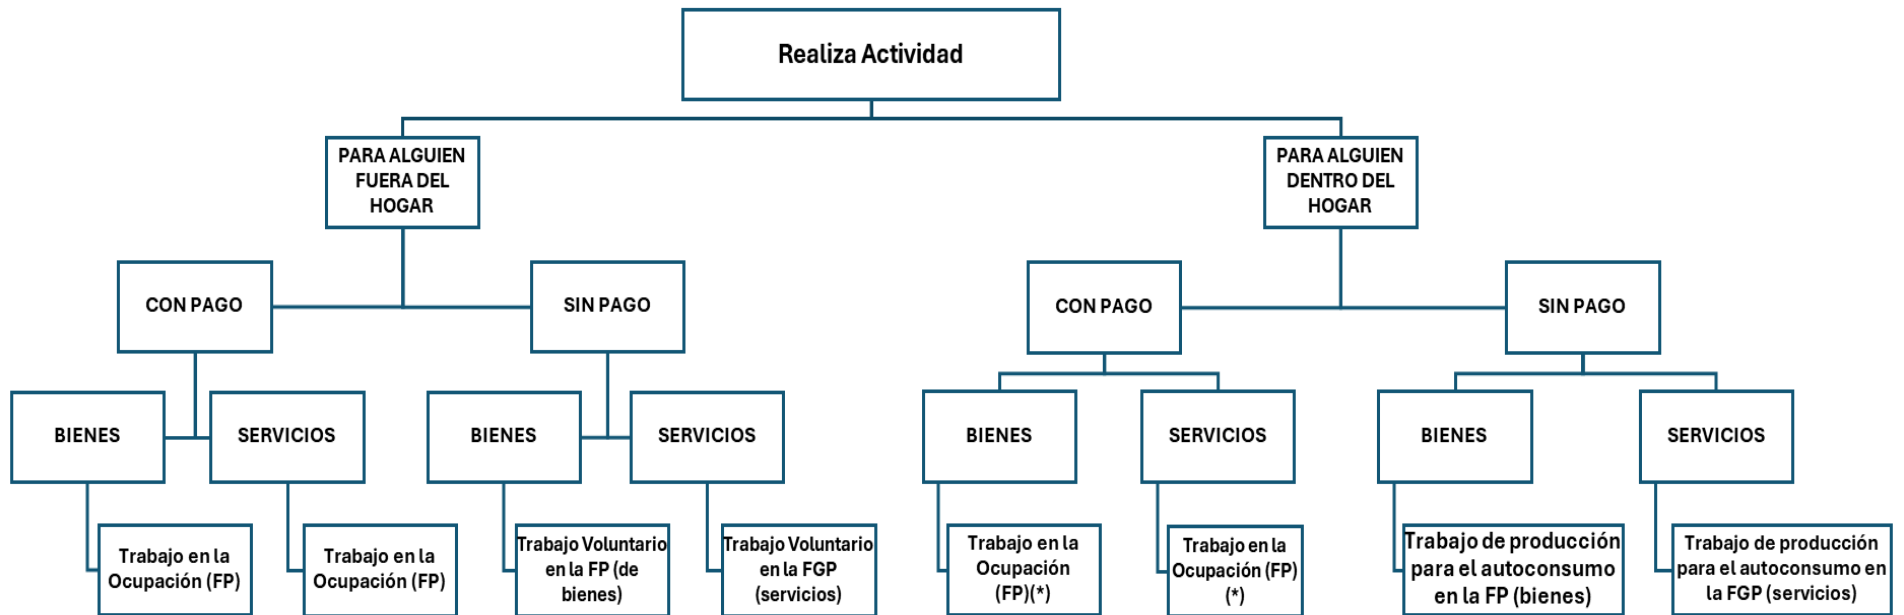 Realiza Actividad
PARA ALGUIEN
FUERA DEL
HOGAR
PARA ALGUIEN
DENTRO DEL
HOGAR
CON PAGO
SIN PAGO
CON PAGO
SIN PAGO
BIENES
SERVICIOS
BIENES
SERVICIOS
BIENES
SERVICIOS
BIENES
SERVICIOS
Trabajo en la
Ocupación (FP)
Trabajo en la
Ocupación (FP)
Trabajo Voluntario
en la FP (de
bienes)
Trabajo Voluntario
en la FGP
(servicios)
Trabajo en la
Ocupación
(FP)(*)
Trabajo en la
Ocupación (FP)
(*)
Trabajo de producción
para el autoconsumo
en la FP (bienes)
Trabajo de producción
para el autoconsumo en
la FGP (servicios)